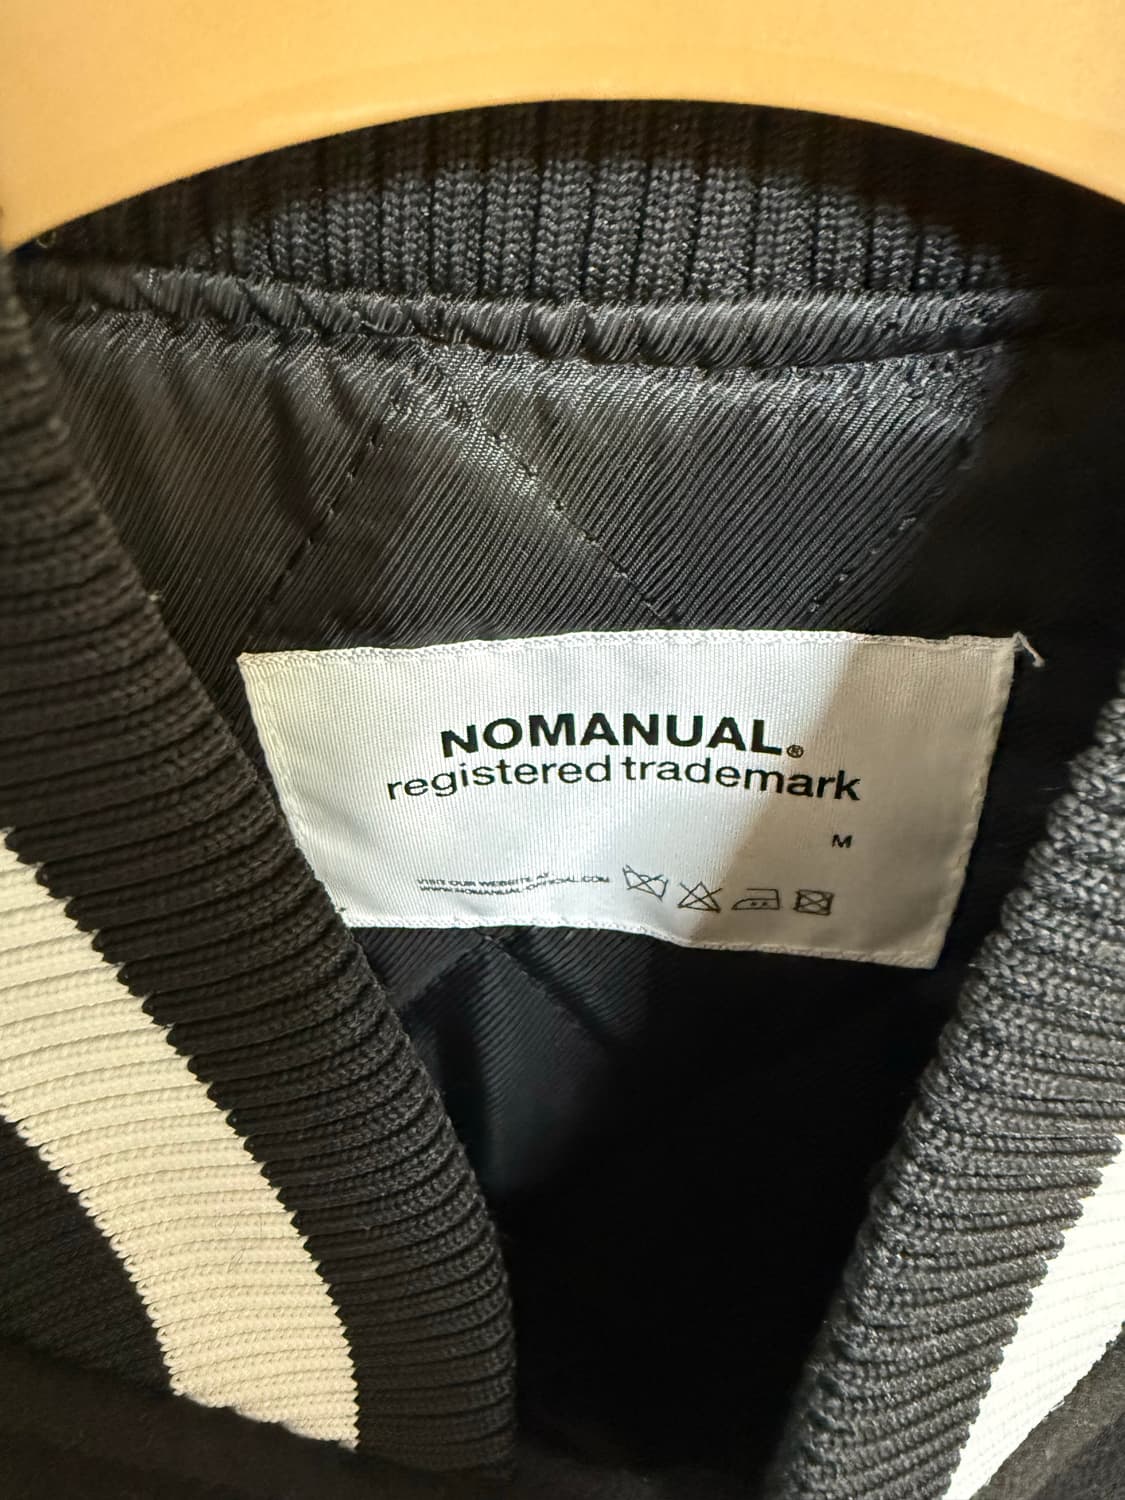 NOMANUAL®
registered trademark
M
VISIT OUR WEBSITE AT
WWW.NOMANUAL-OFFICIAL.COM